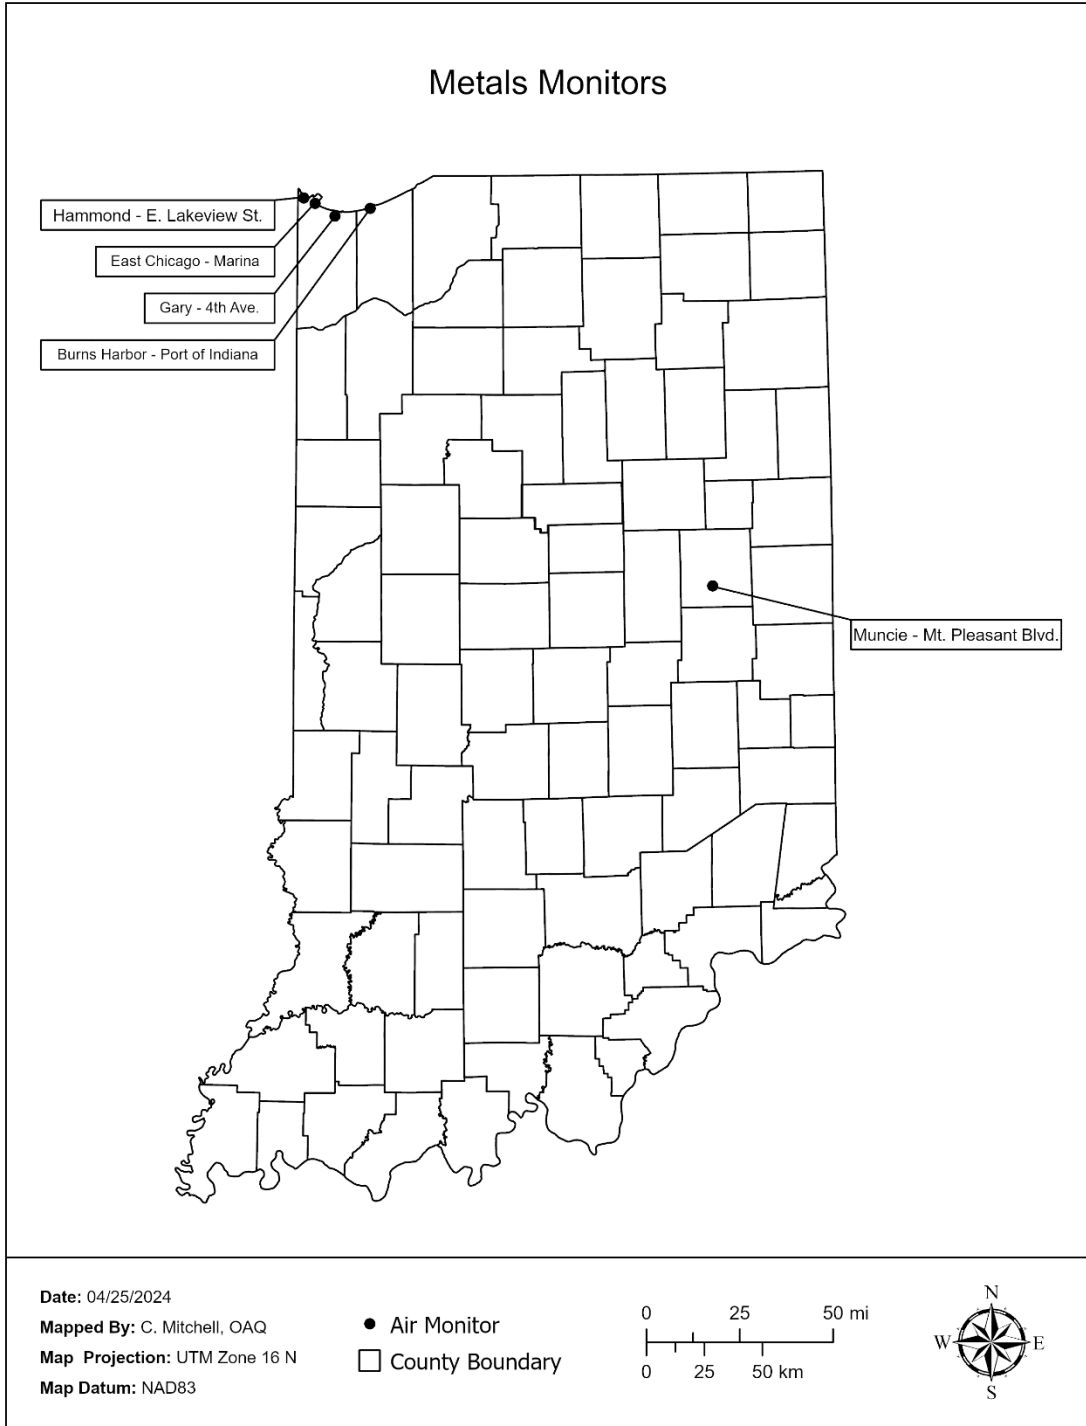 Metals Monitors
Hammond - E. Lakeview St.
East Chicago - Marina
Gary - 4th Ave.
Burns Harbor - Port of Indiana
Muncie - Mt. Pleasant Blvd.
Date: 04/25/2024
Mapped By: C. Mitchell, OAQ
Map Projection: UTM Zone 16 N
Map Datum: NAD83
Air Monitor
County Boundary
0 25 50 mi
0 25 50 km
N
W E
S